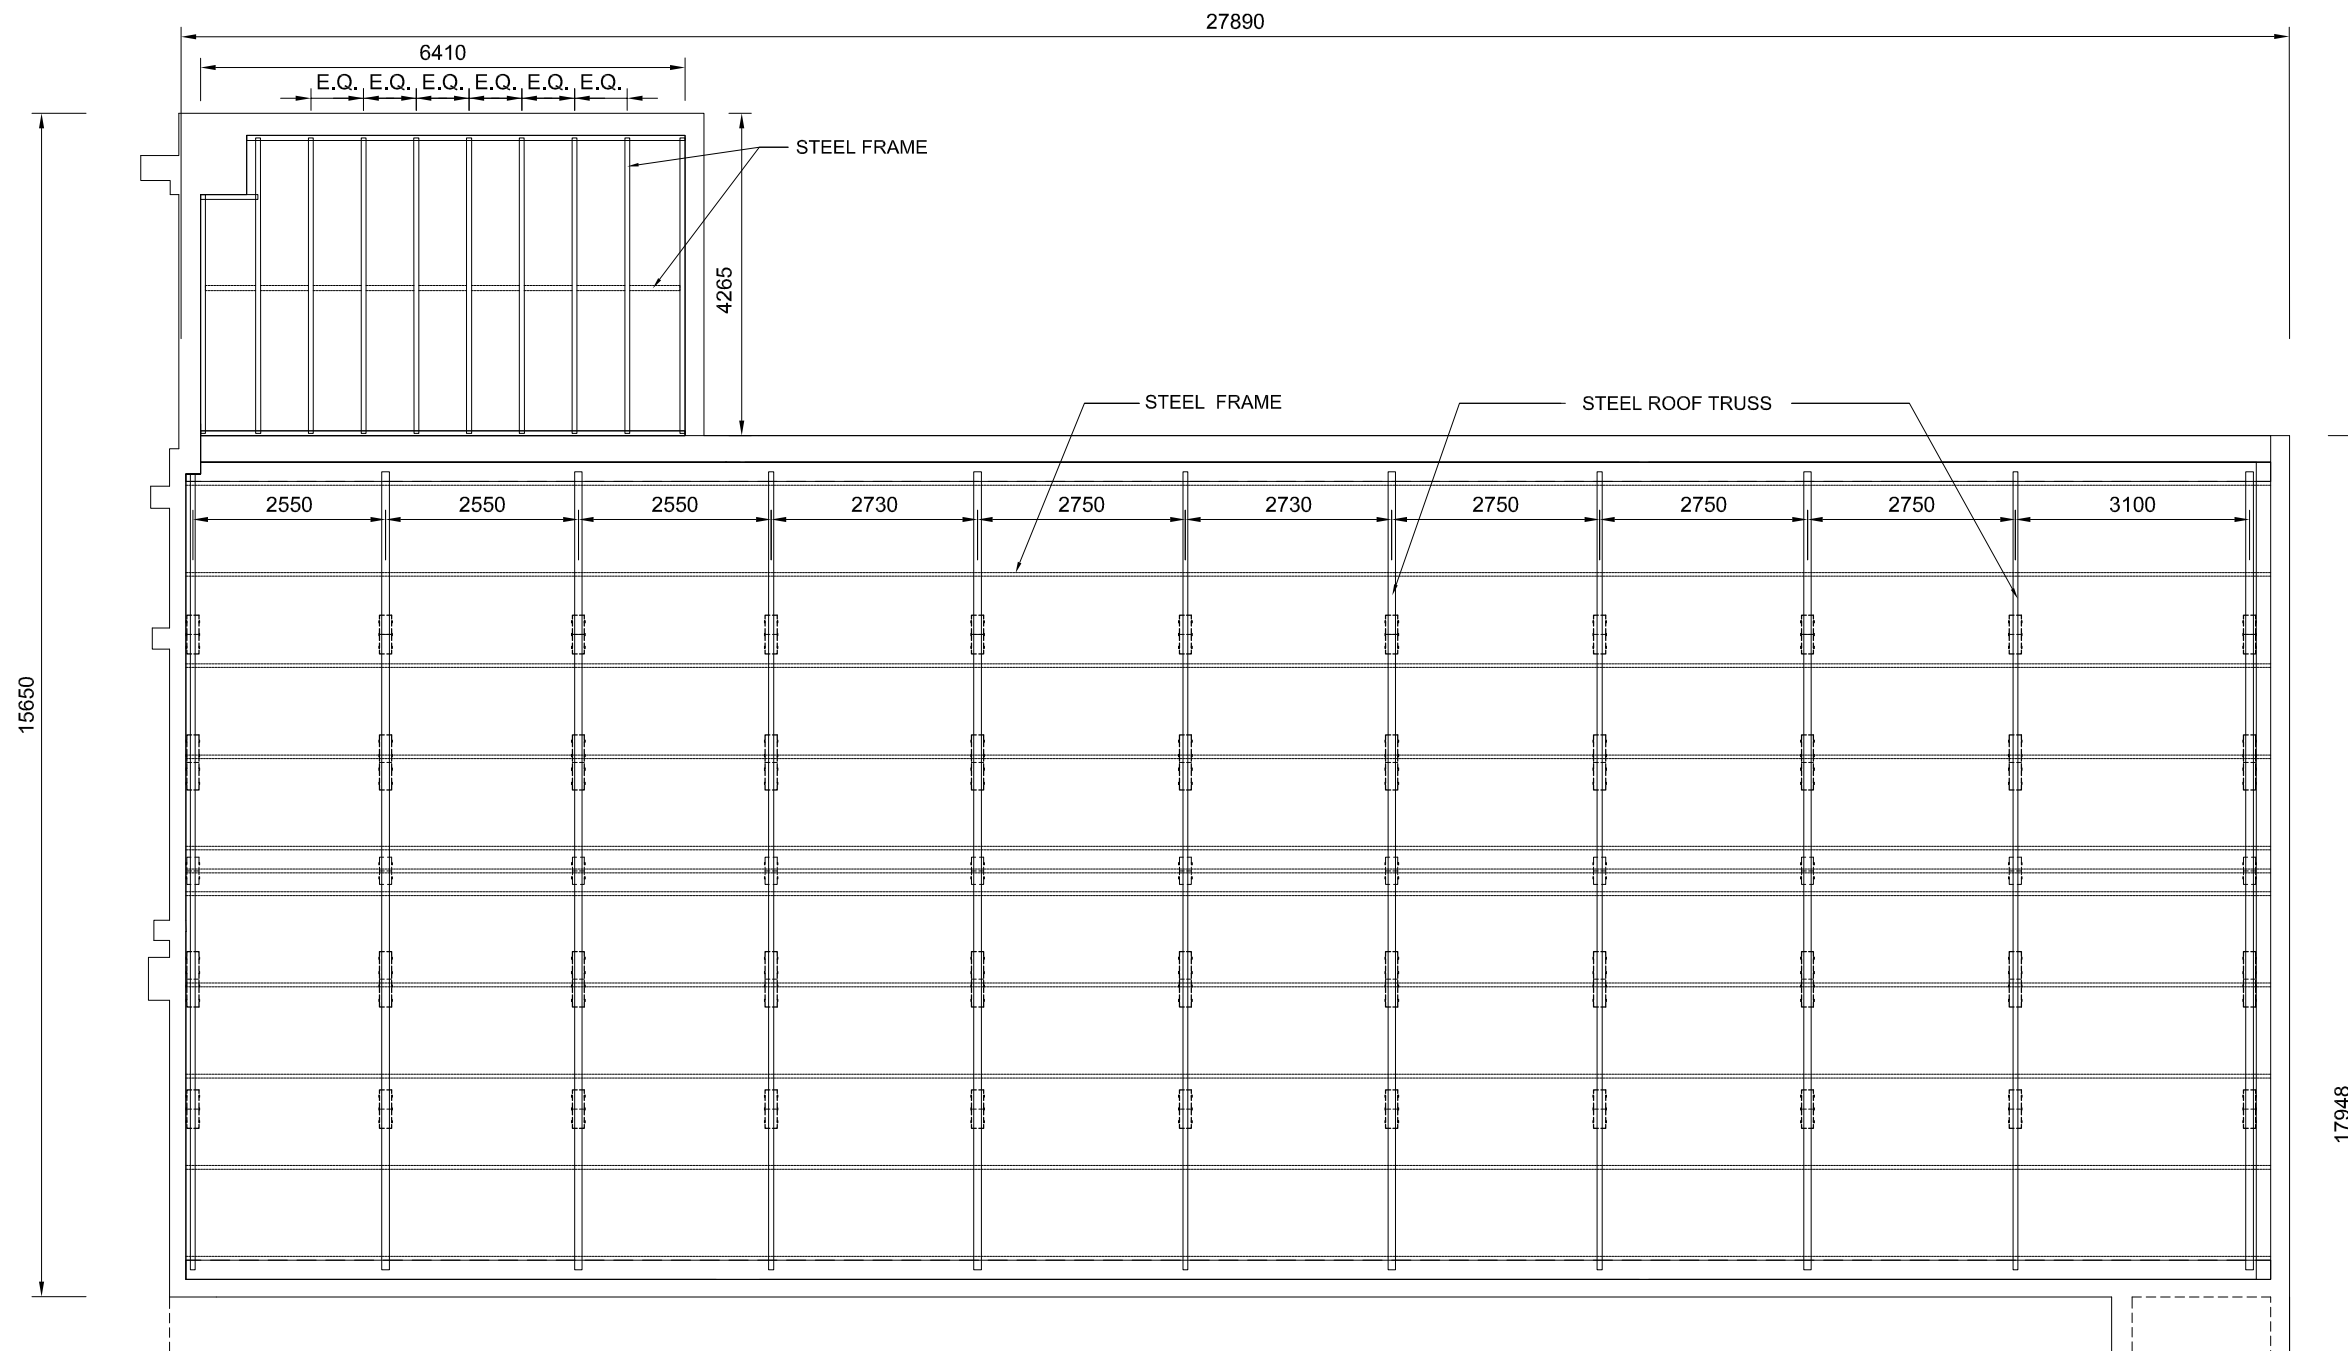 27890
6410
E.Q. E.Q. E.Q. E.Q. E.Q. E.Q.
STEEL FRAME
4265
STEEL FRAME
STEEL ROOF TRUSS
2550 2550 2550 2730 2750 2730 2750 2750 2750 3100
15650
17948